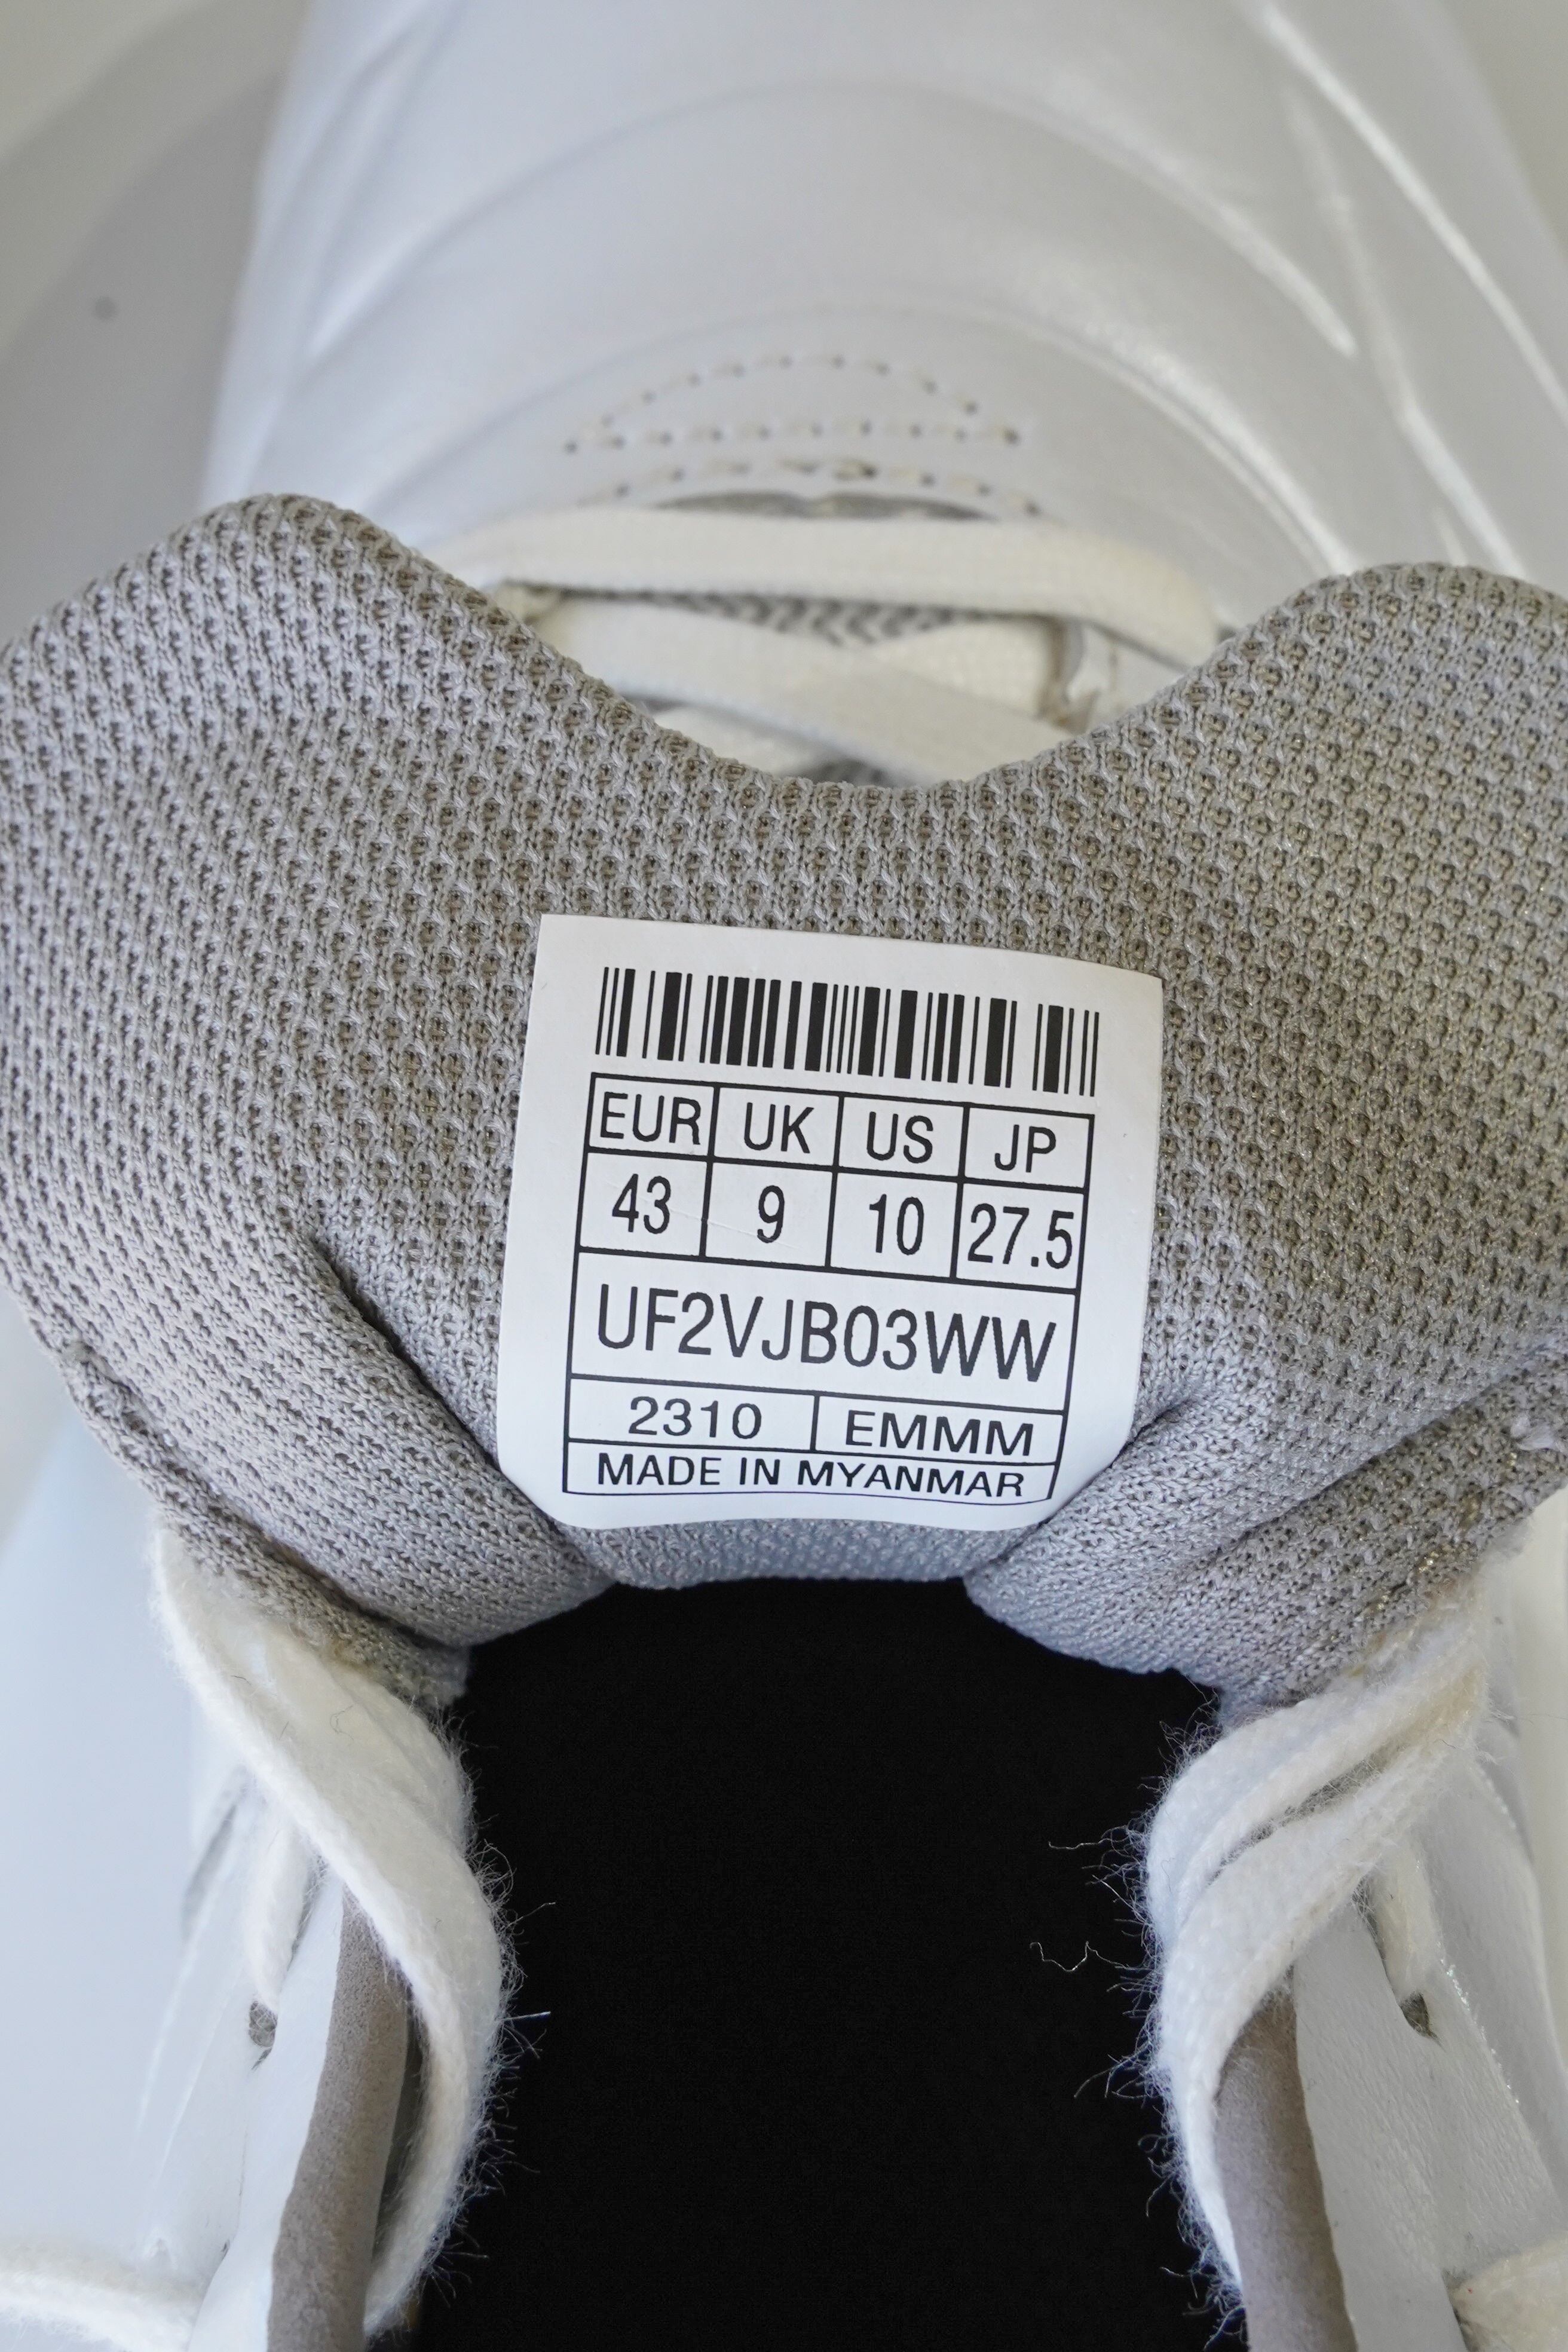 EUR UK US JP
43 9 10 27.5
UF2VJB03WW
2310 EMMM
MADE IN MYANMAR